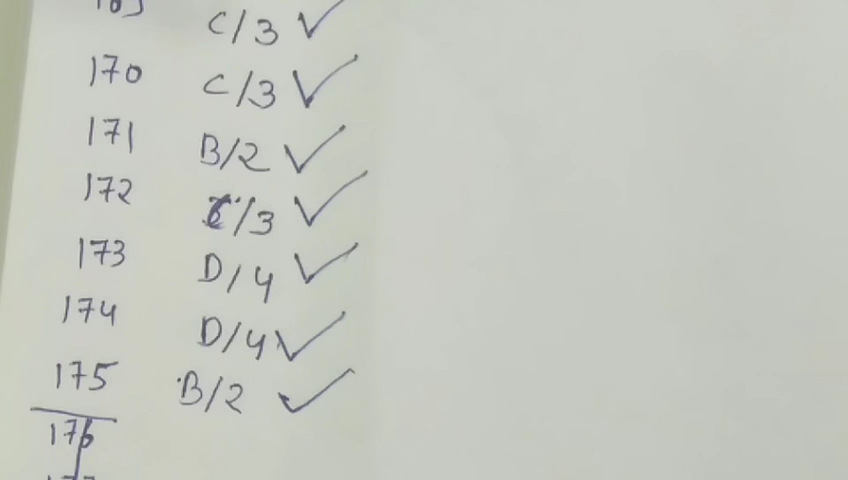 C/3 ✓
170 C/3 ✓
171 B/2 ✓
172 C/3 ✓
173 D/4 ✓
174 D/4 ✓
175 B/2 ✓
176